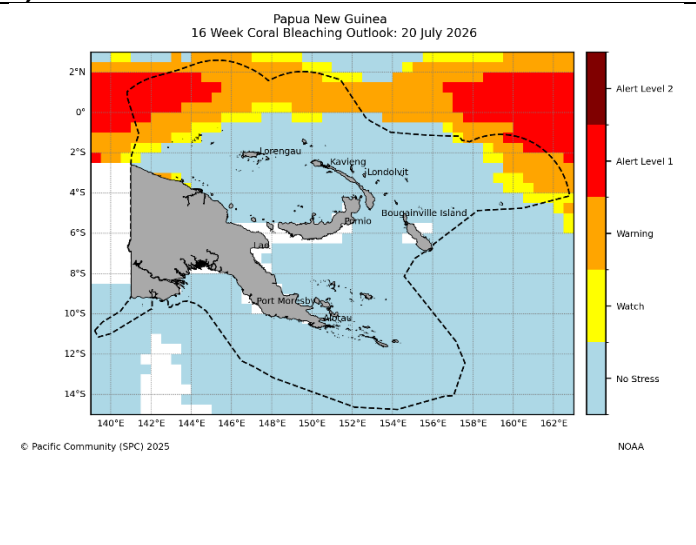 Papua New Guinea
16 Week Coral Bleaching Outlook: 20 July 2026
2°N
0°
2°S
4°S
6°S
8°S
10°S
12°S
14°S
140°E 142°E 144°E 146°E 148°E 150°E 152°E 154°E 156°E 158°E 160°E 162°E
Lorengau
Kavieng
Londolvit
Bougainville Island
Pomio
Lae
Port Moresby
Alotau
Alert Level 2
Alert Level 1
Warning
Watch
No Stress
© Pacific Community (SPC) 2025
NOAA